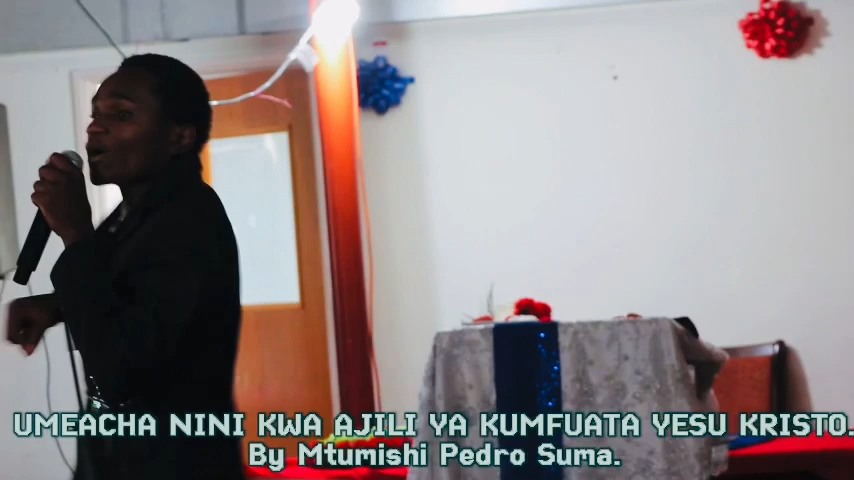 UMEACHA NINI KWA AJILI YA KUMFUATA YESU KRISTO.
By Mtumishi Pedro Suma.